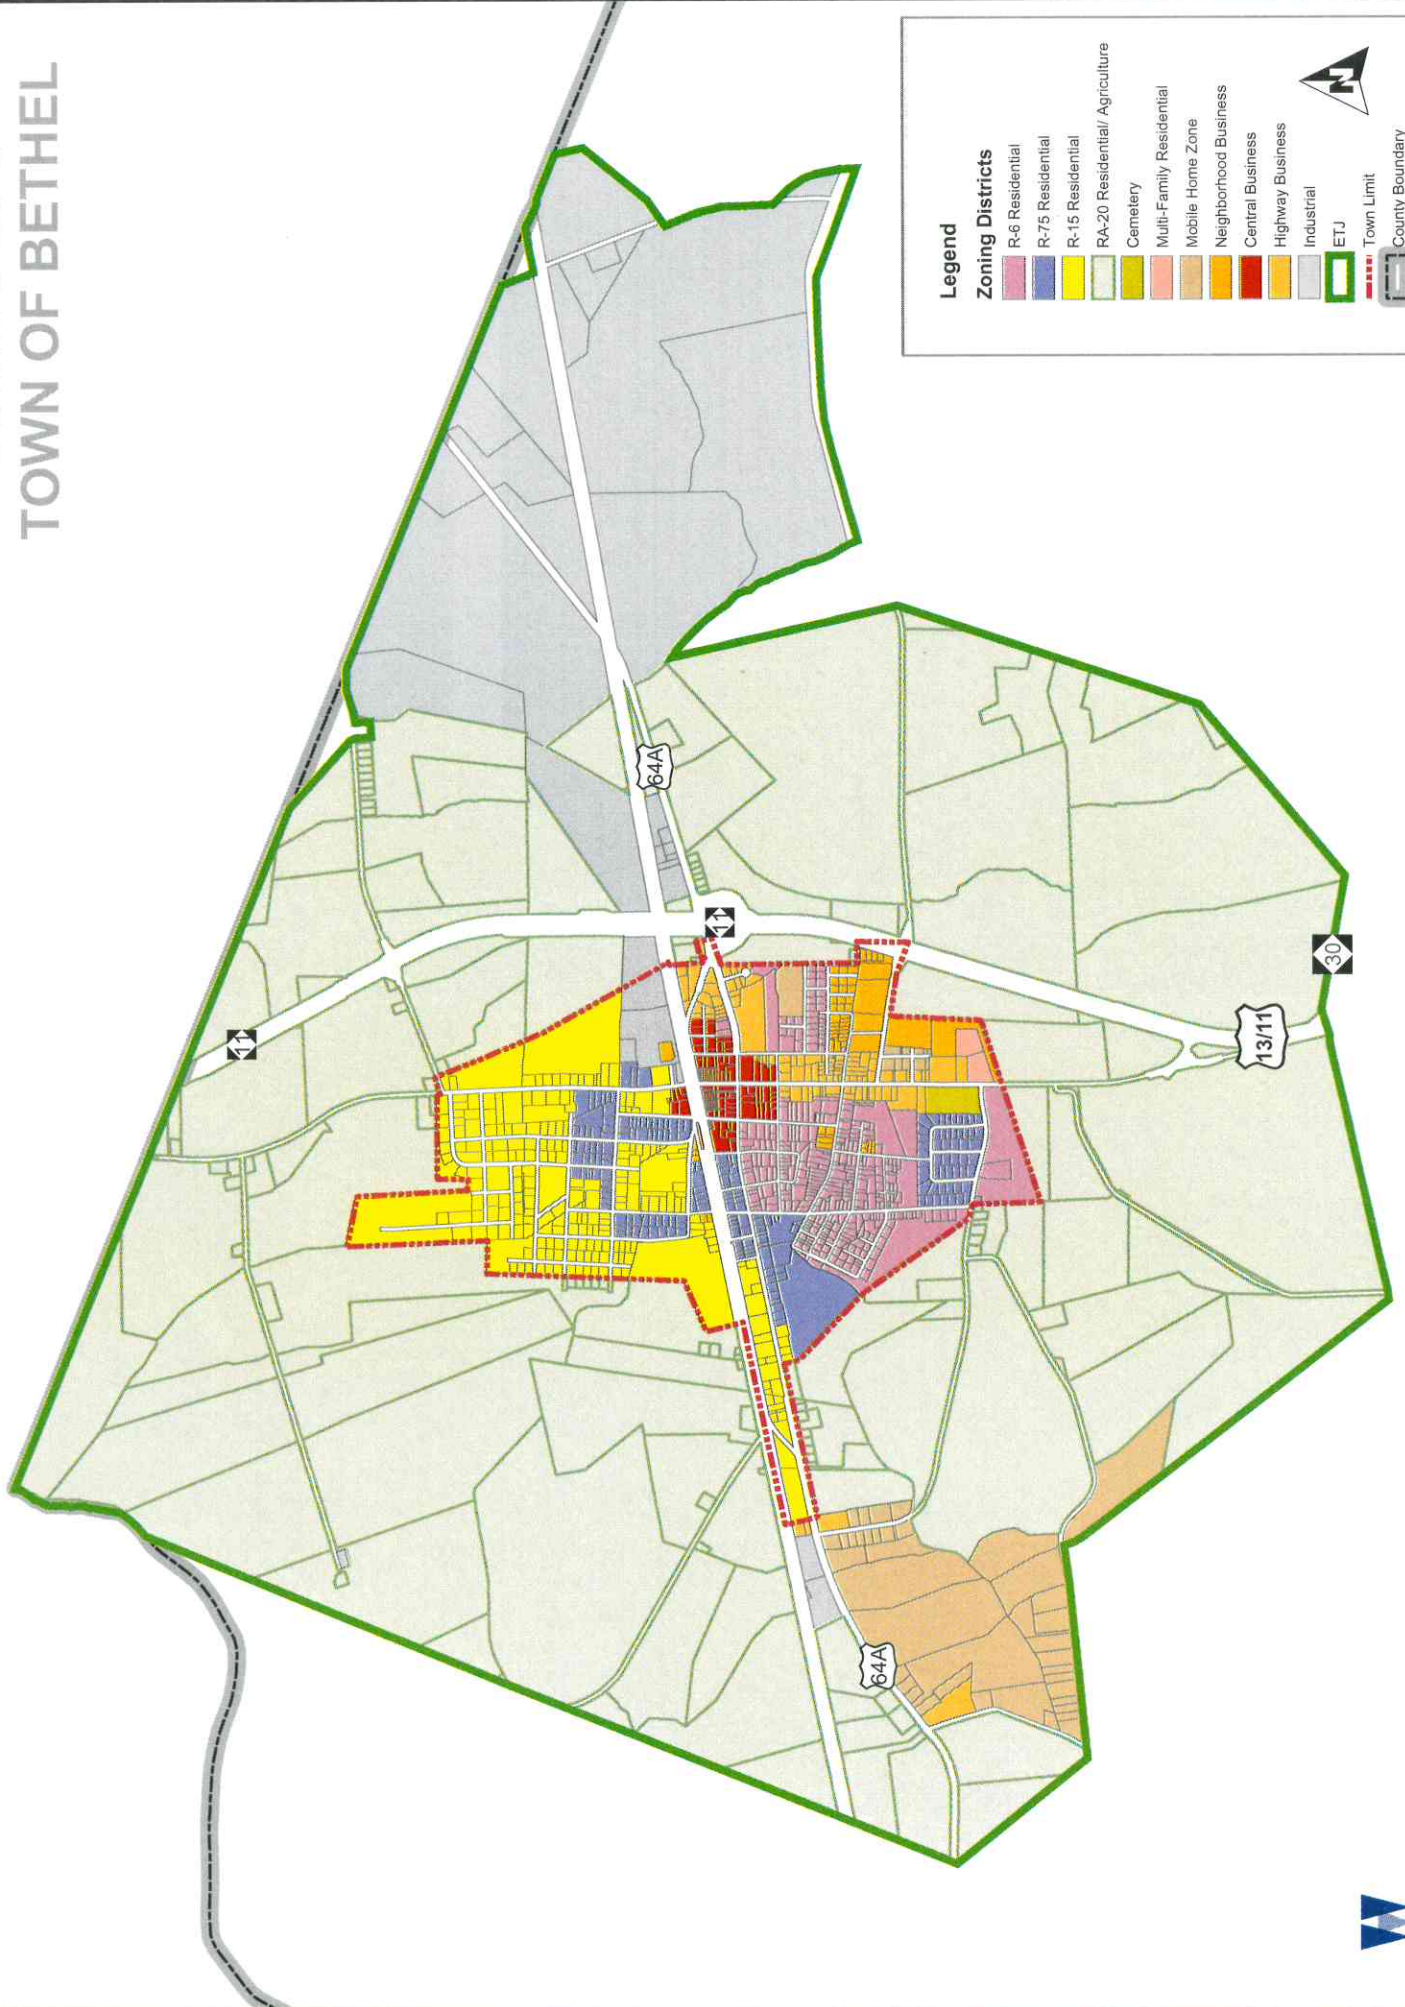 TOWN OF BETHEL
Legend
Zoning Districts
R-6 Residential
R-75 Residential
R-15 Residential
RA-20 Residential/ Agriculture
Cemetery
Multi-Family Residential
Mobile Home Zone
Neighborhood Business
Central Business
Highway Business
Industrial
ETJ
Town Limit
County Boundary
N
11
64A
11
64A
13/11
30